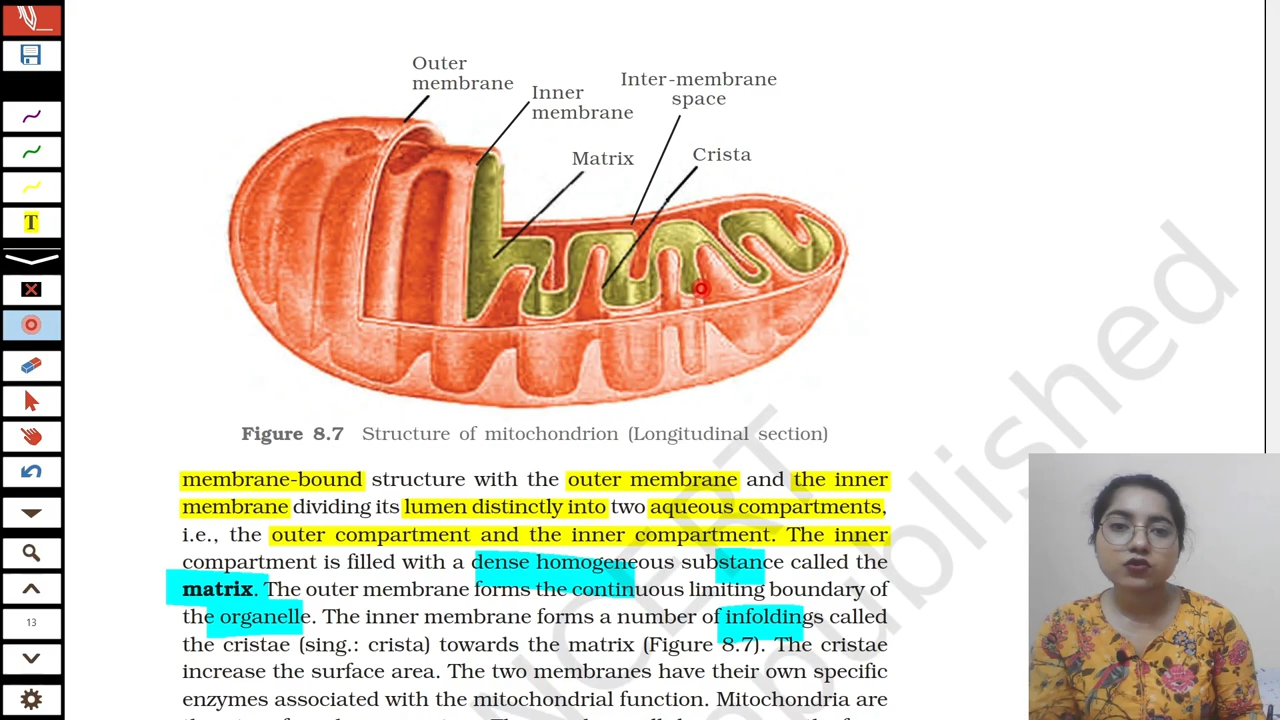 Outer
membrane
Inner
membrane
Inter-membrane
space
Matrix
Crista
T
13
Figure 8.7 Structure of mitochondrion (Longitudinal section)
membrane-bound structure with the outer membrane and the inner
membrane dividing its lumen distinctly into two aqueous compartments,
i.e., the outer compartment and the inner compartment. The inner
compartment is filled with a dense homogeneous substance called the
matrix. The outer membrane forms the continuous limiting boundary of
the organelle. The inner membrane forms a number of infoldings called
the cristae (sing.: crista) towards the matrix (Figure 8.7). The cristae
increase the surface area. The two membranes have their own specific
enzymes associated with the mitochondrial function. Mitochondria are
NCERT
published